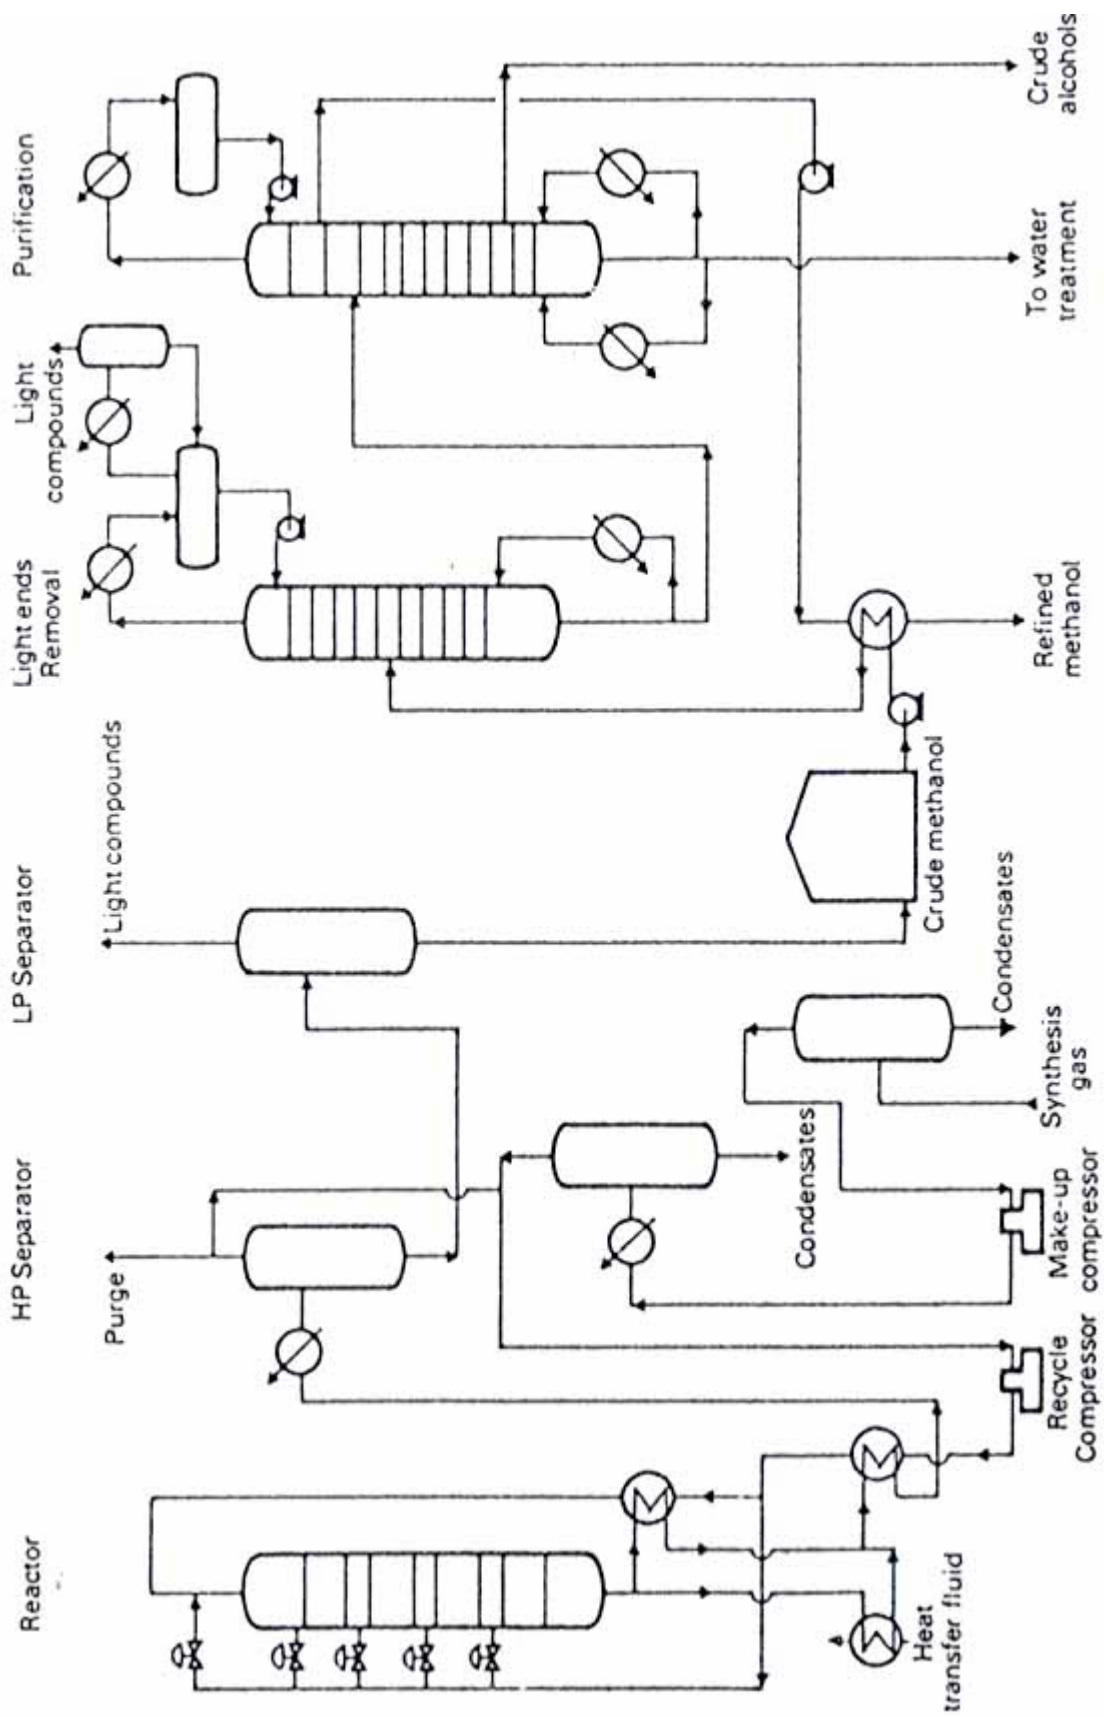 Reactor
HP Separator
LP Separator
Light ends
Removal
Light
compounds
Purification
Purge
Light compounds
Condensates
Crude methanol
Condensates
Synthesis
gas
Heat
transfer fluid
Recycle
Compressor
Make-up
compressor
Refined
methanol
To water
treatment
Crude
alcohols